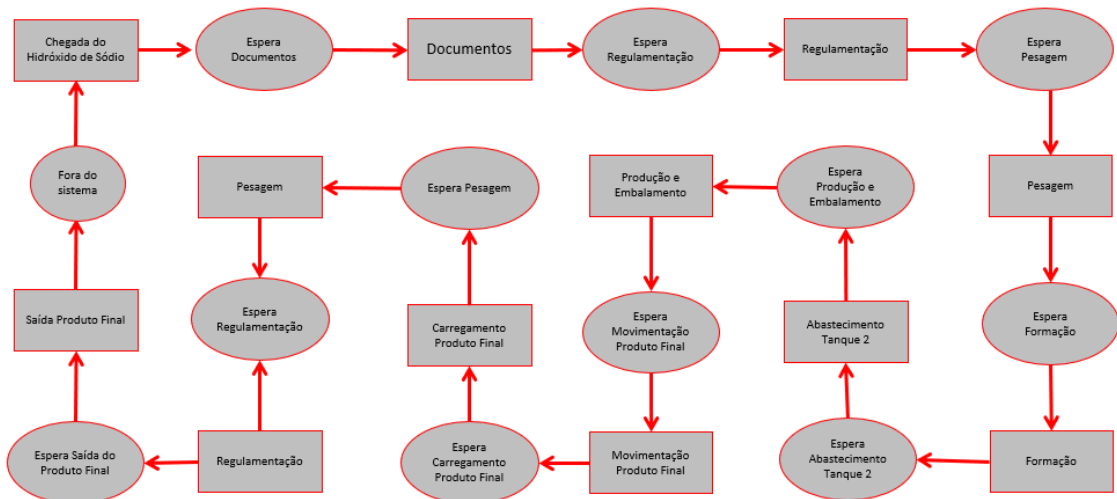 Chegada do
Hidróxido de Sódio
Espera
Documentos
Documentos
Espera
Regulamentação
Regulamentação
Espera
Pesagem
Fora do
sistema
Pesagem
Espera Pesagem
Produção e
Embalamento
Espera
Produção e
Embalamento
Pesagem
Saída Produto Final
Espera
Regulamentação
Carregamento
Produto Final
Espera
Movimentação
Produto Final
Abastecimento
Tanque 2
Espera
Formação
Espera Saída do
Produto Final
Regulamentação
Espera
Carregamento
Produto Final
Movimentação
Produto Final
Espera
Abastecimento
Tanque 2
Formação